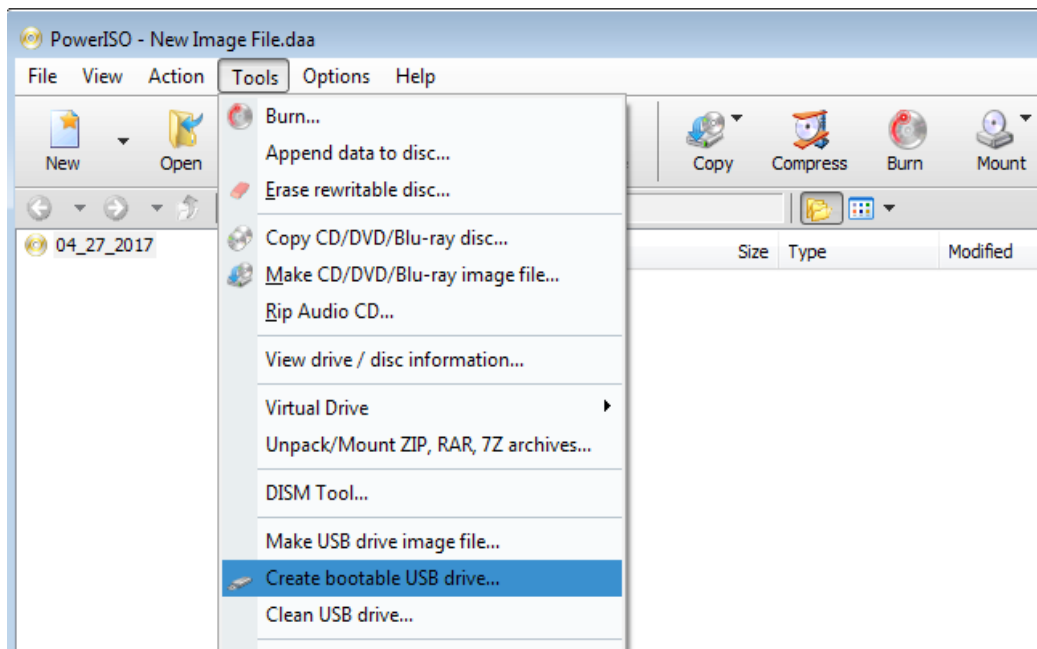 PowerISO - New Image File.daa
File View Action Tools Options Help
New Open Copy Compress Burn Mount
04_27_2017
Burn...
Append data to disc...
Erase rewritable disc...
Copy CD/DVD/Blu-ray disc...
Make CD/DVD/Blu-ray image file...
Rip Audio CD...
View drive / disc information...
Virtual Drive
Unpack/Mount ZIP, RAR, 7Z archives...
DISM Tool...
Make USB drive image file...
Create bootable USB drive...
Clean USB drive...
Size Type Modified